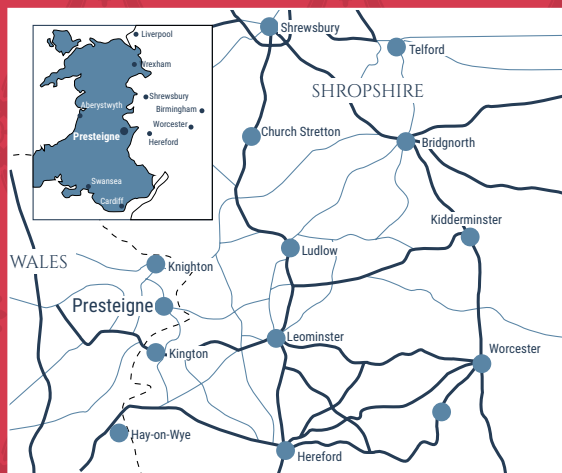 Liverpool
Wrexham
Shrewsbury
Aberystwyth
Birmingham
Worcester
Presteigne
Hereford
Swansea
Cardiff
Shrewsbury
Telford
SHROPSHIRE
Church Stretton
Bridgnorth
Kidderminster
Ludlow
WALES
Knighton
Presteigne
Leominster
Kington
Worcester
Hay-on-Wye
Hereford